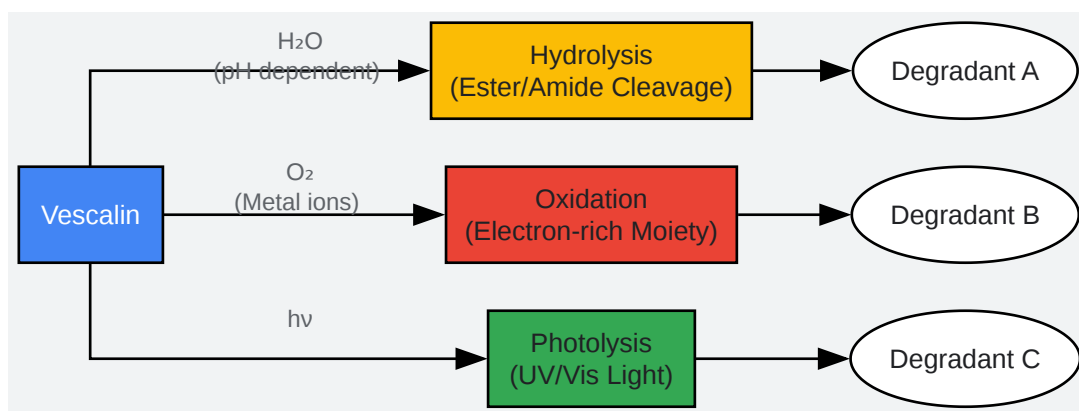 H₂O
(pH dependent)
Hydrolysis
(Ester/Amide Cleavage)
Degradant A
Vescalin
O₂
(Metal ions)
Oxidation
(Electron-rich Moiety)
Degradant B
hν
Photolysis
(UV/Vis Light)
Degradant C